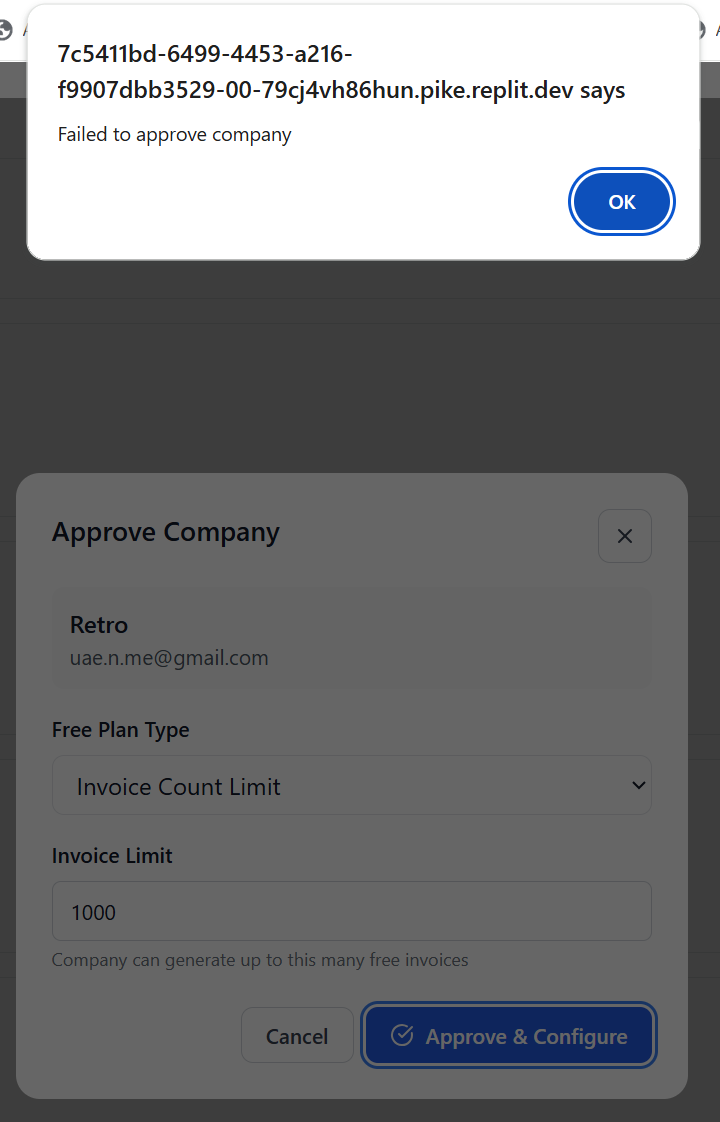 7c5411bd-6499-4453-a216-
f9907dbb3529-00-79cj4vh86hun.pike.replit.dev says
Failed to approve company
OK
Approve Company
Retro
uae.n.me@gmail.com
Free Plan Type
Invoice Count Limit
Invoice Limit
1000
Company can generate up to this many free invoices
Cancel
Approve & Configure